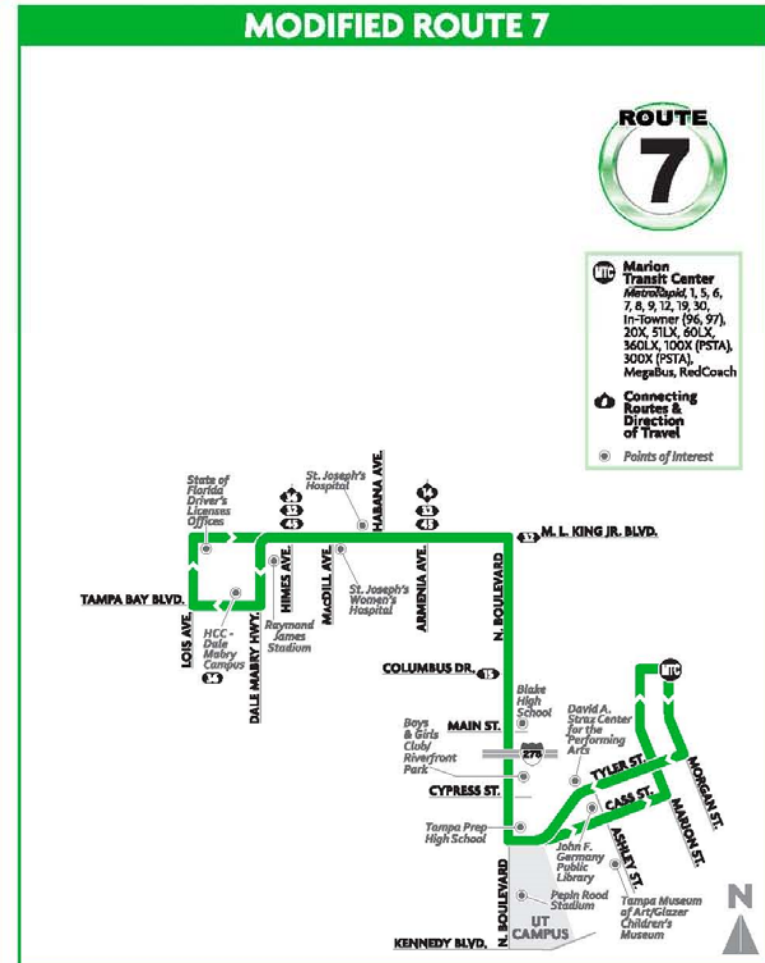 MODIFIED ROUTE 7
ROUTE
7
MTC
Marion
Transit Center
MetroRapid, 1, 5, 6,
7, 8, 9, 12, 19, 30,
In-Towner (96, 97),
20X, 51LX, 60LX,
360LX, 100X (PSTA),
300X (PSTA),
MegaBus, RedCoach
Connecting
Routes &
Direction
of Travel
Points of Interest
State of
Florida
Driver's
Licenses
Offices
36
32
45
St. Joseph's
Hospital
HABANA AVE.
14
32
45
32
M. L. KING JR. BLVD.
TAMPA BAY BLVD.
LOIS AVE.
HCC -
Dale
Mabry
Campus
36
DALE MABRY HWY.
Raymond
James
Stadium
HIMES AVE.
MacDILL AVE.
St. Joseph's
Women's
Hospital
ARMENIA AVE.
N. BOULEVARD
COLUMBUS DR.
15
Blake
High
School
MAIN ST.
Boys
& Girls
Club/
Riverfront
Park
275
David A.
Straz Center
for the
Performing
Arts
MTC
TYLER ST.
MORGAN ST.
CYPRESS ST.
CASS ST.
MARION ST.
Tampa Prep
High School
John F.
Germany
Public
Library
ASHLEY ST.
N. BOULEVARD
Pepin Rood
Stadium
UT
CAMPUS
Tampa Museum
of Art/Glazer
Children's
Museum
KENNEDY BLVD.
N